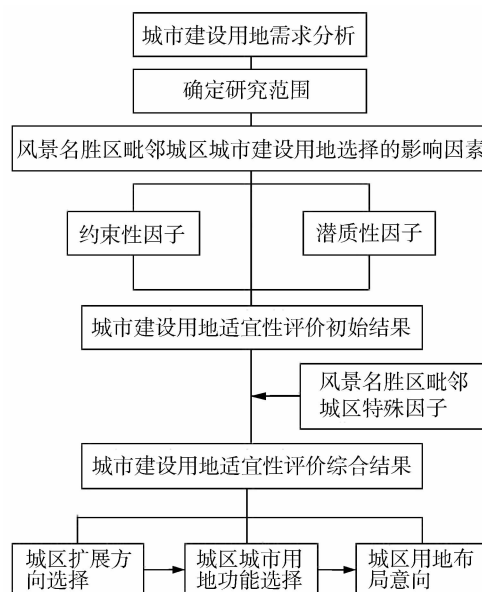 城市建设用地需求分析
确定研究范围
风景名胜区毗邻城区城市建设用地选择的影响因素
约束性因子
潜质性因子
城市建设用地适宜性评价初始结果
风景名胜区毗邻
城区特殊因子
城市建设用地适宜性评价综合结果
城区扩展方
向选择
城区城市用
地功能选择
城区用地布
局意向